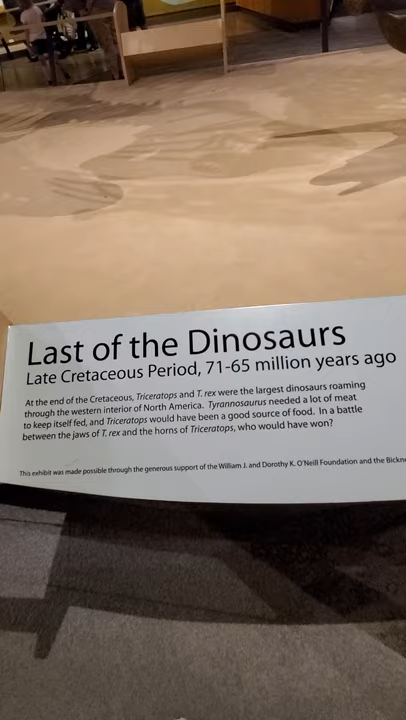 Last of the Dinosaurs
Late Cretaceous Period, 71-65 million years ago
At the end of the Cretaceous, Triceratops and T. rex were the largest dinosaurs roaming
through the western interior of North America. Tyrannosaurus needed a lot of meat
to keep itself fed, and Triceratops would have been a good source of food. In a battle
between the jaws of T. rex and the horns of Triceratops, who would have won?
This exhibit was made possible through the generous support of the William J. and Dorothy K. O'Neill Foundation and the